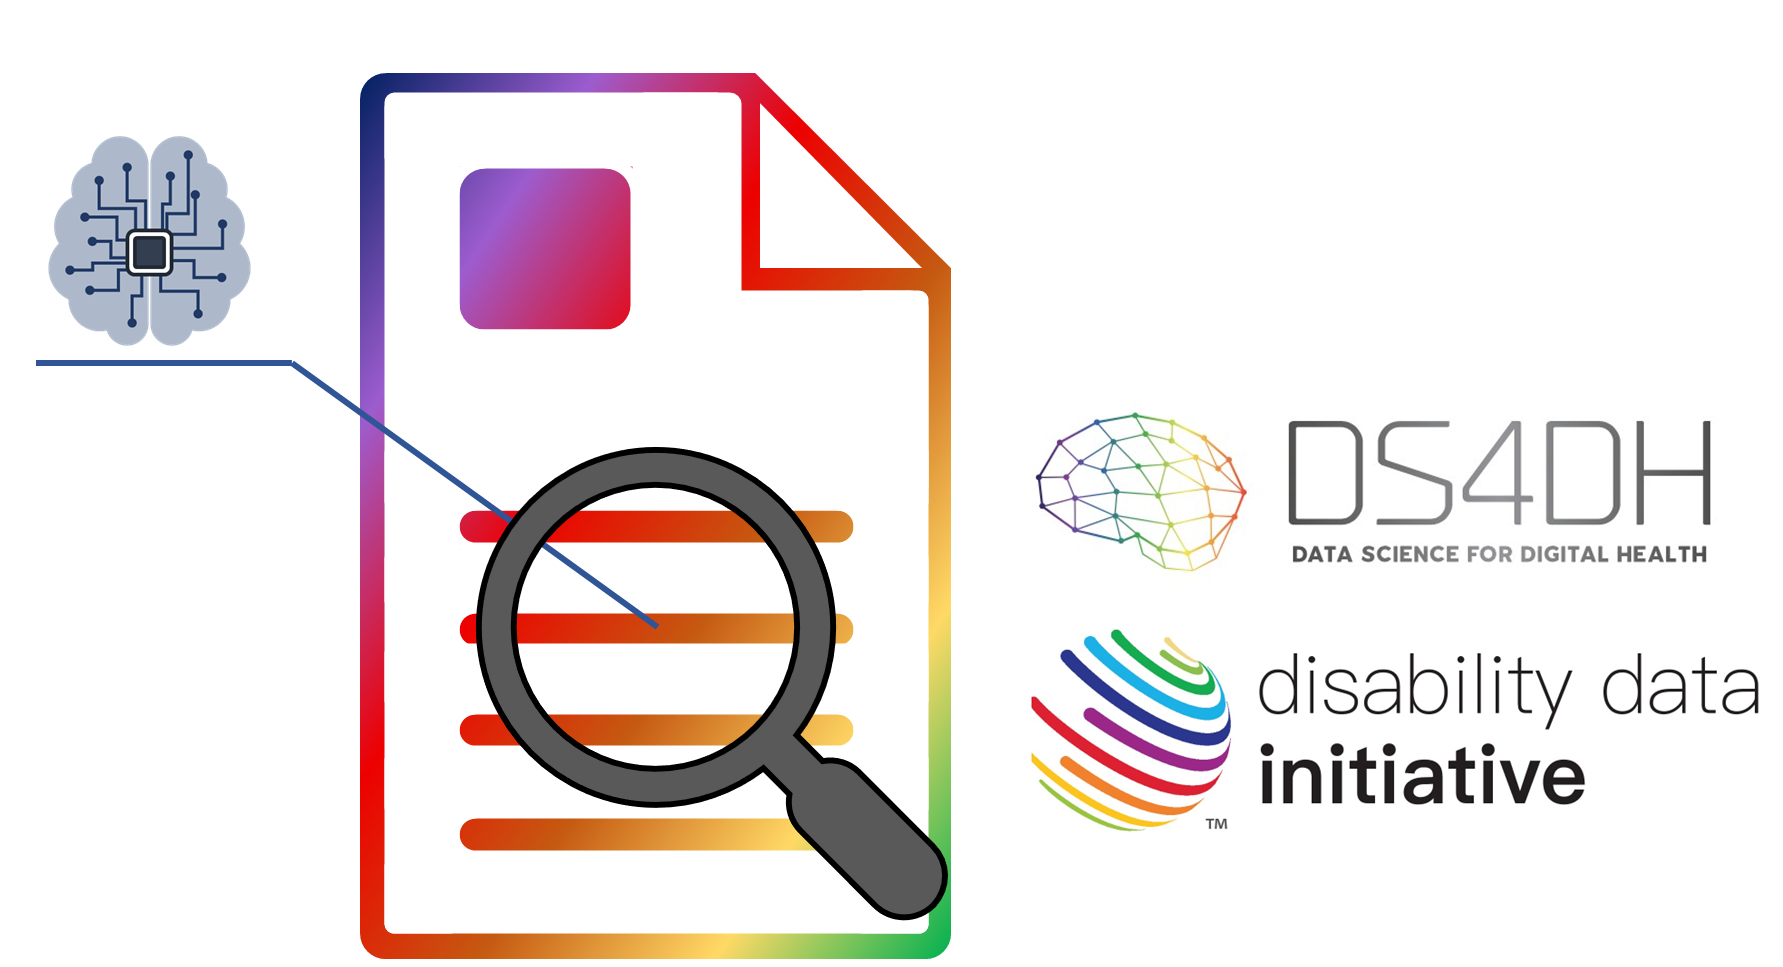 DS4DH
DATA SCIENCE FOR DIGITAL HEALTH
disability data
initiative
TM